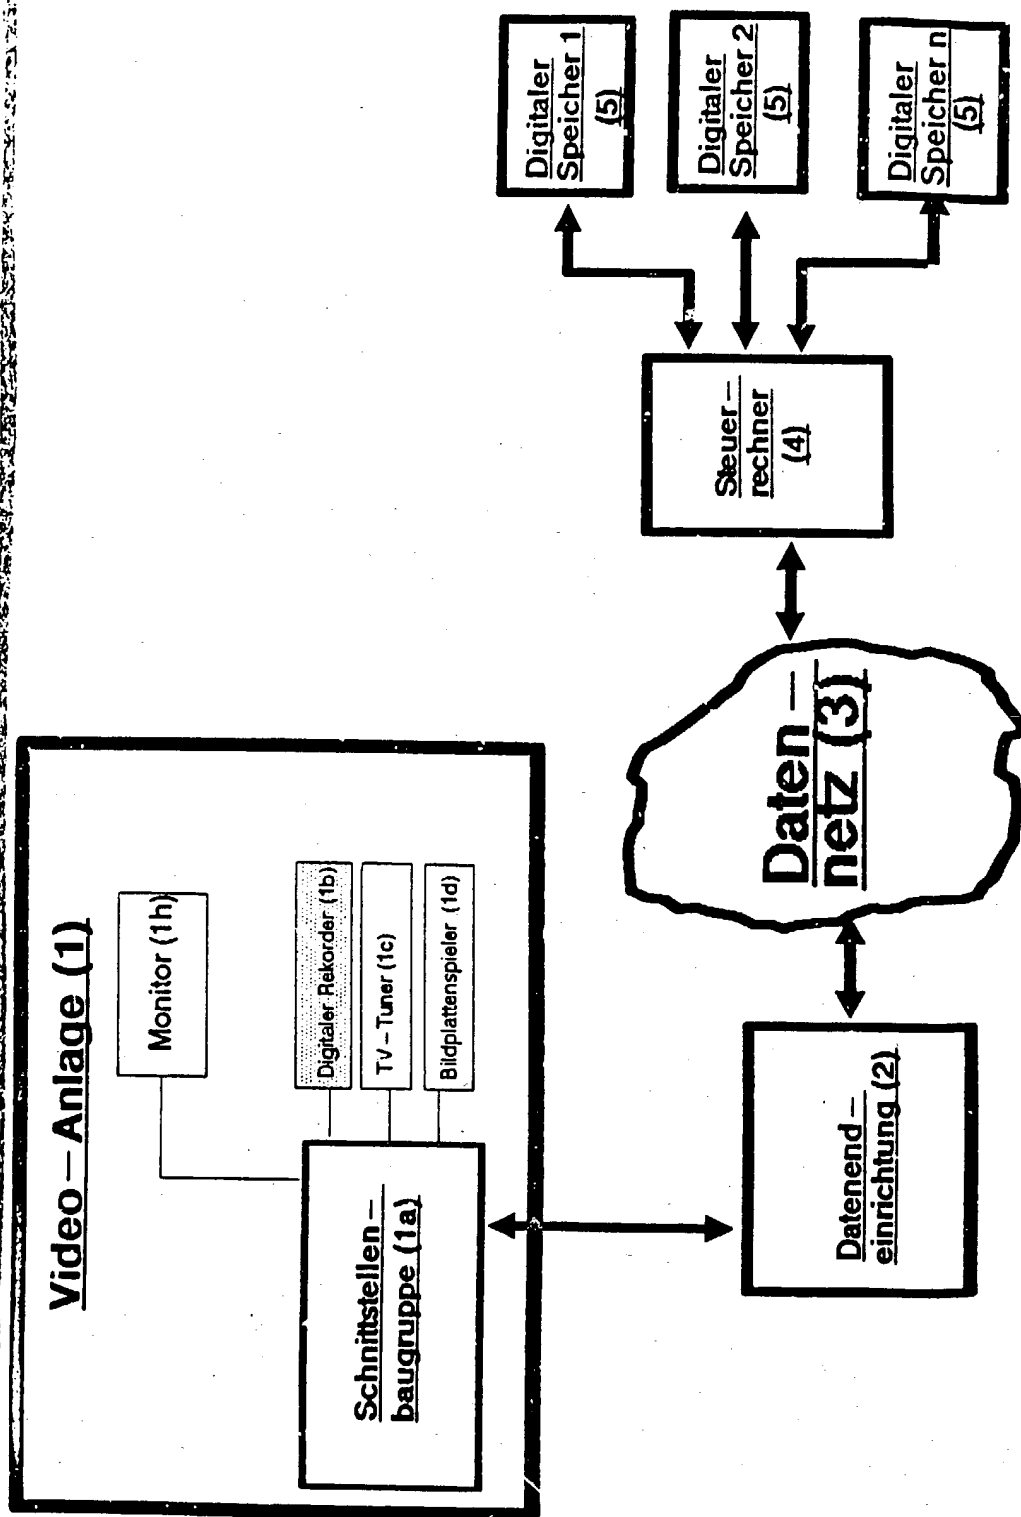 Video–Anlage (1)
Monitor (1h)
Digitaler Rekorder (1b)
TV–Tuner (1c)
Bildplattenspieler (1d)
Schnittstellen–
baugruppe (1a)
Datenend–
einrichtung (2)
Daten–
netz (3)
Steuer–
rechner
(4)
Digitaler
Speicher 1
(5)
Digitaler
Speicher 2
(5)
Digitaler
Speicher n
(5)